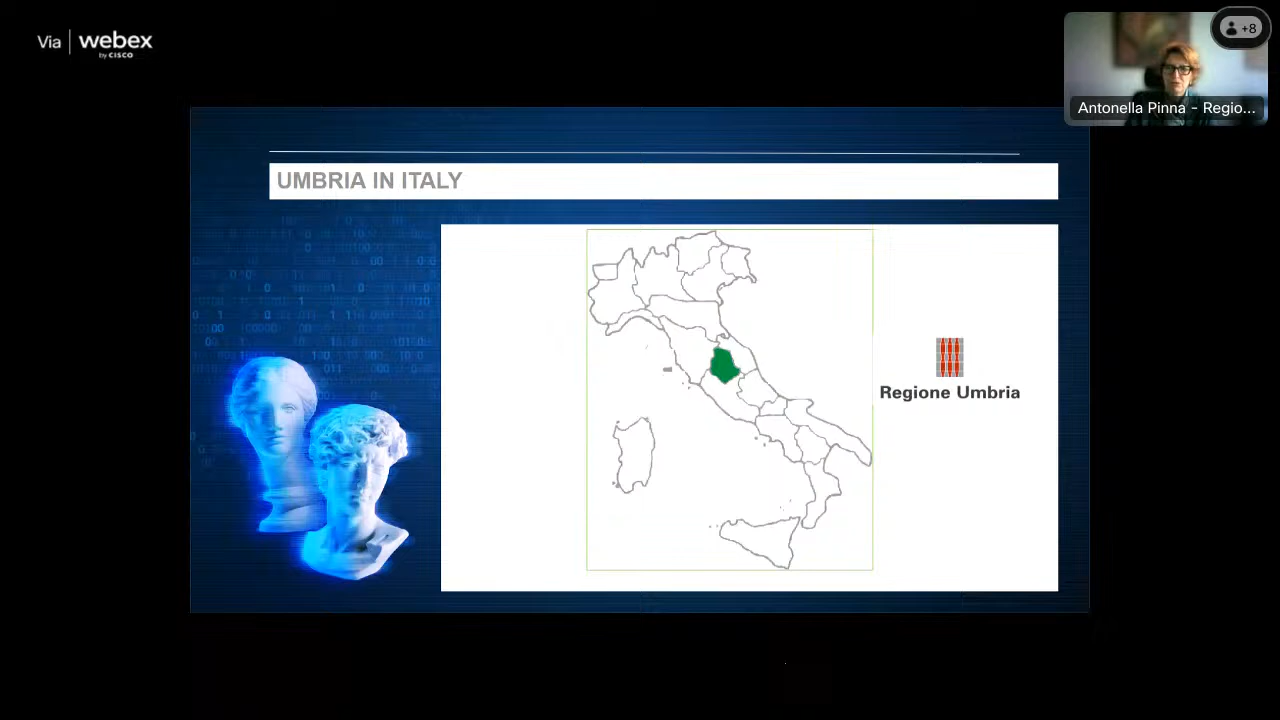 Via webex
by CISCO
+8
Antonella Pinna - Regio...
UMBRIA IN ITALY
Regione Umbria